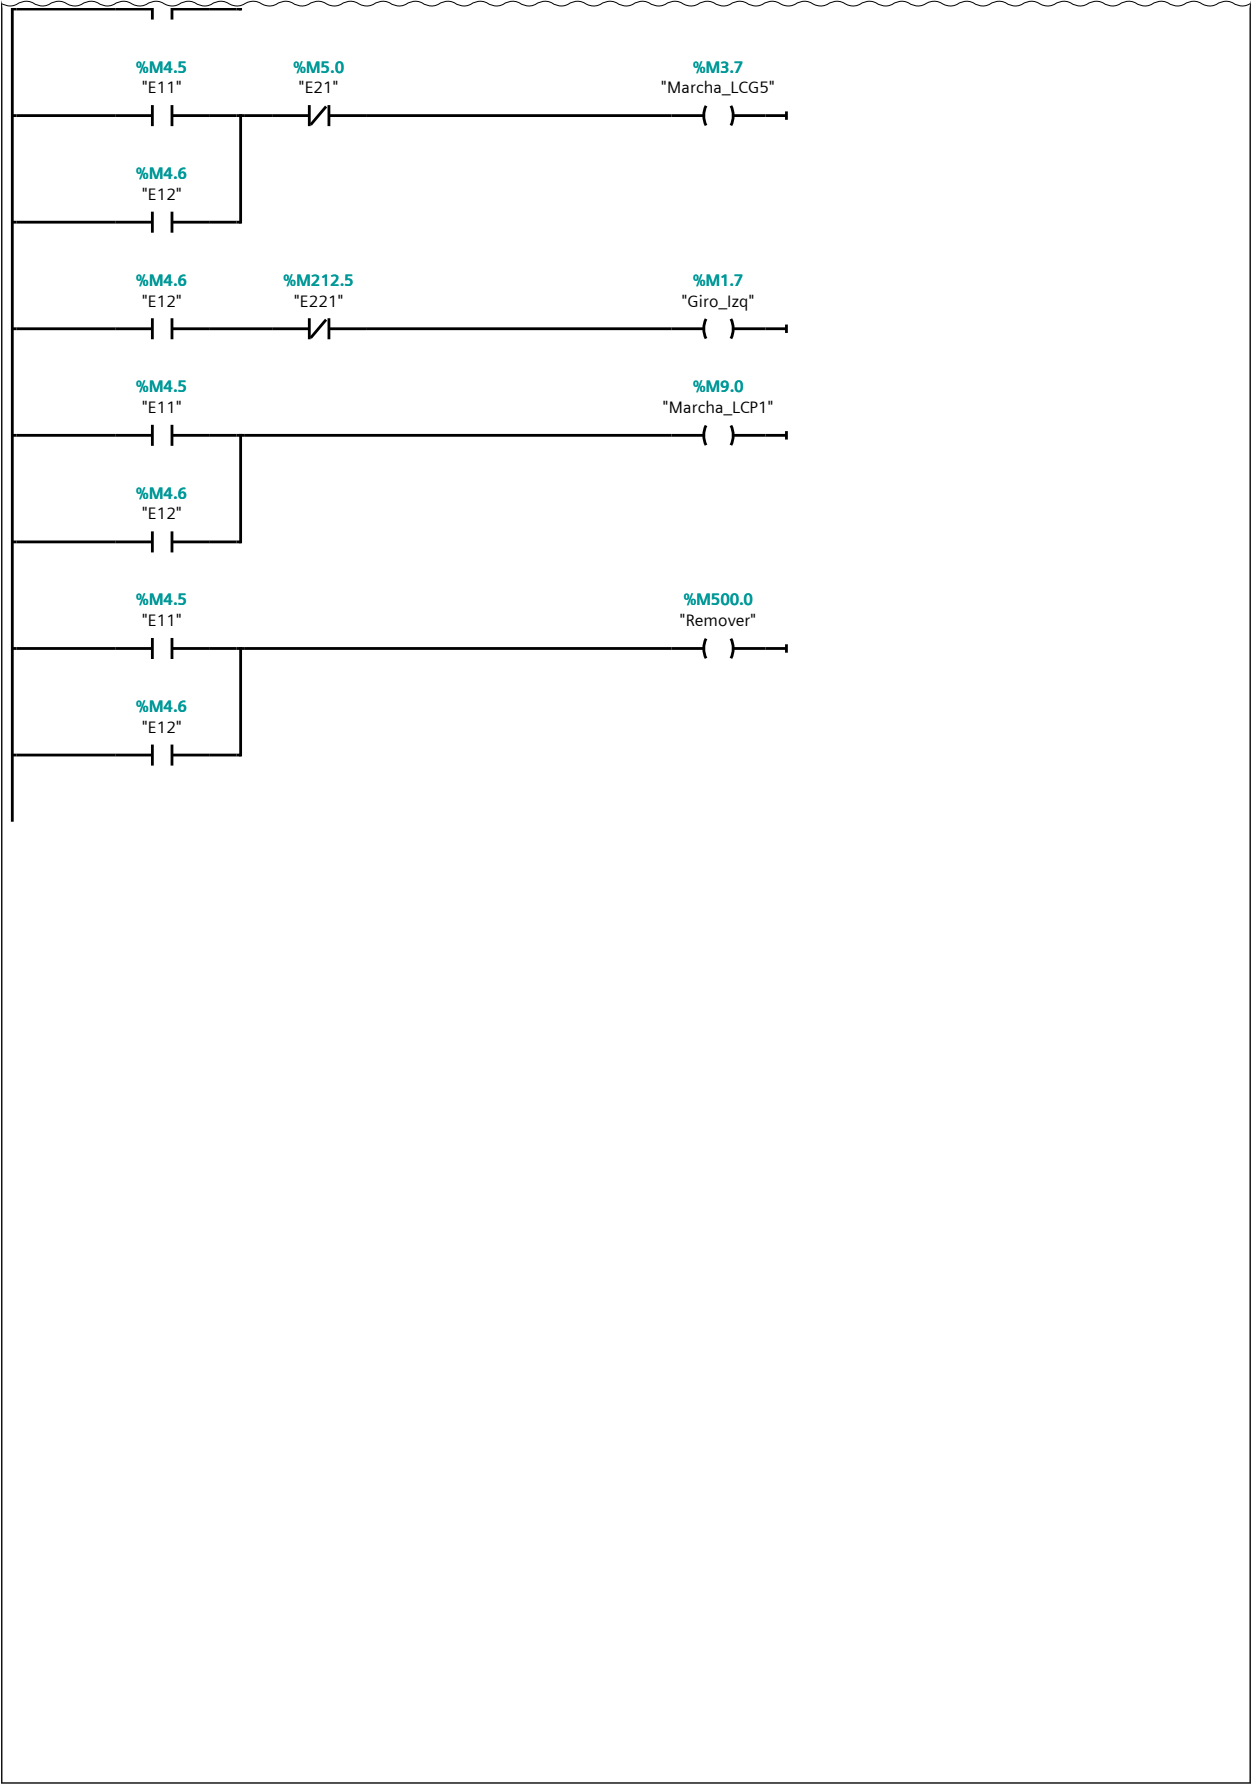 %M4.5 %M5.0 %M3.7
"E11" "E21" "Marcha_LCG5"
%M4.6
"E12"
%M4.6 %M212.5 %M1.7
"E12" "E221" "Giro_Izq"
%M4.5 %M9.0
"E11" "Marcha_LCP1"
%M4.6
"E12"
%M4.5 %M500.0
"E11" "Remover"
%M4.6
"E12"